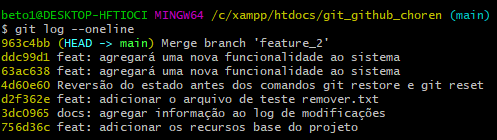 beto1@DESKTOP-HFTIOCI MINGW64 /c/xampp/htdocs/git_github_choren (main)
$ git log --oneline
963c4bb (HEAD -> main) Merge branch 'feature_2'
ddc99d1 feat: agregará uma nova funcionalidade ao sistema
63ac638 feat: agregará uma nova funcionalidade ao sistema
4d60e60 Reversão do estado antes dos comandos git restore e git reset
d2f362e feat: adicionar o arquivo de teste remover.txt
3dc0965 docs: agregar informação ao log de modificações
756d36c feat: adicionar os recursos base do projeto